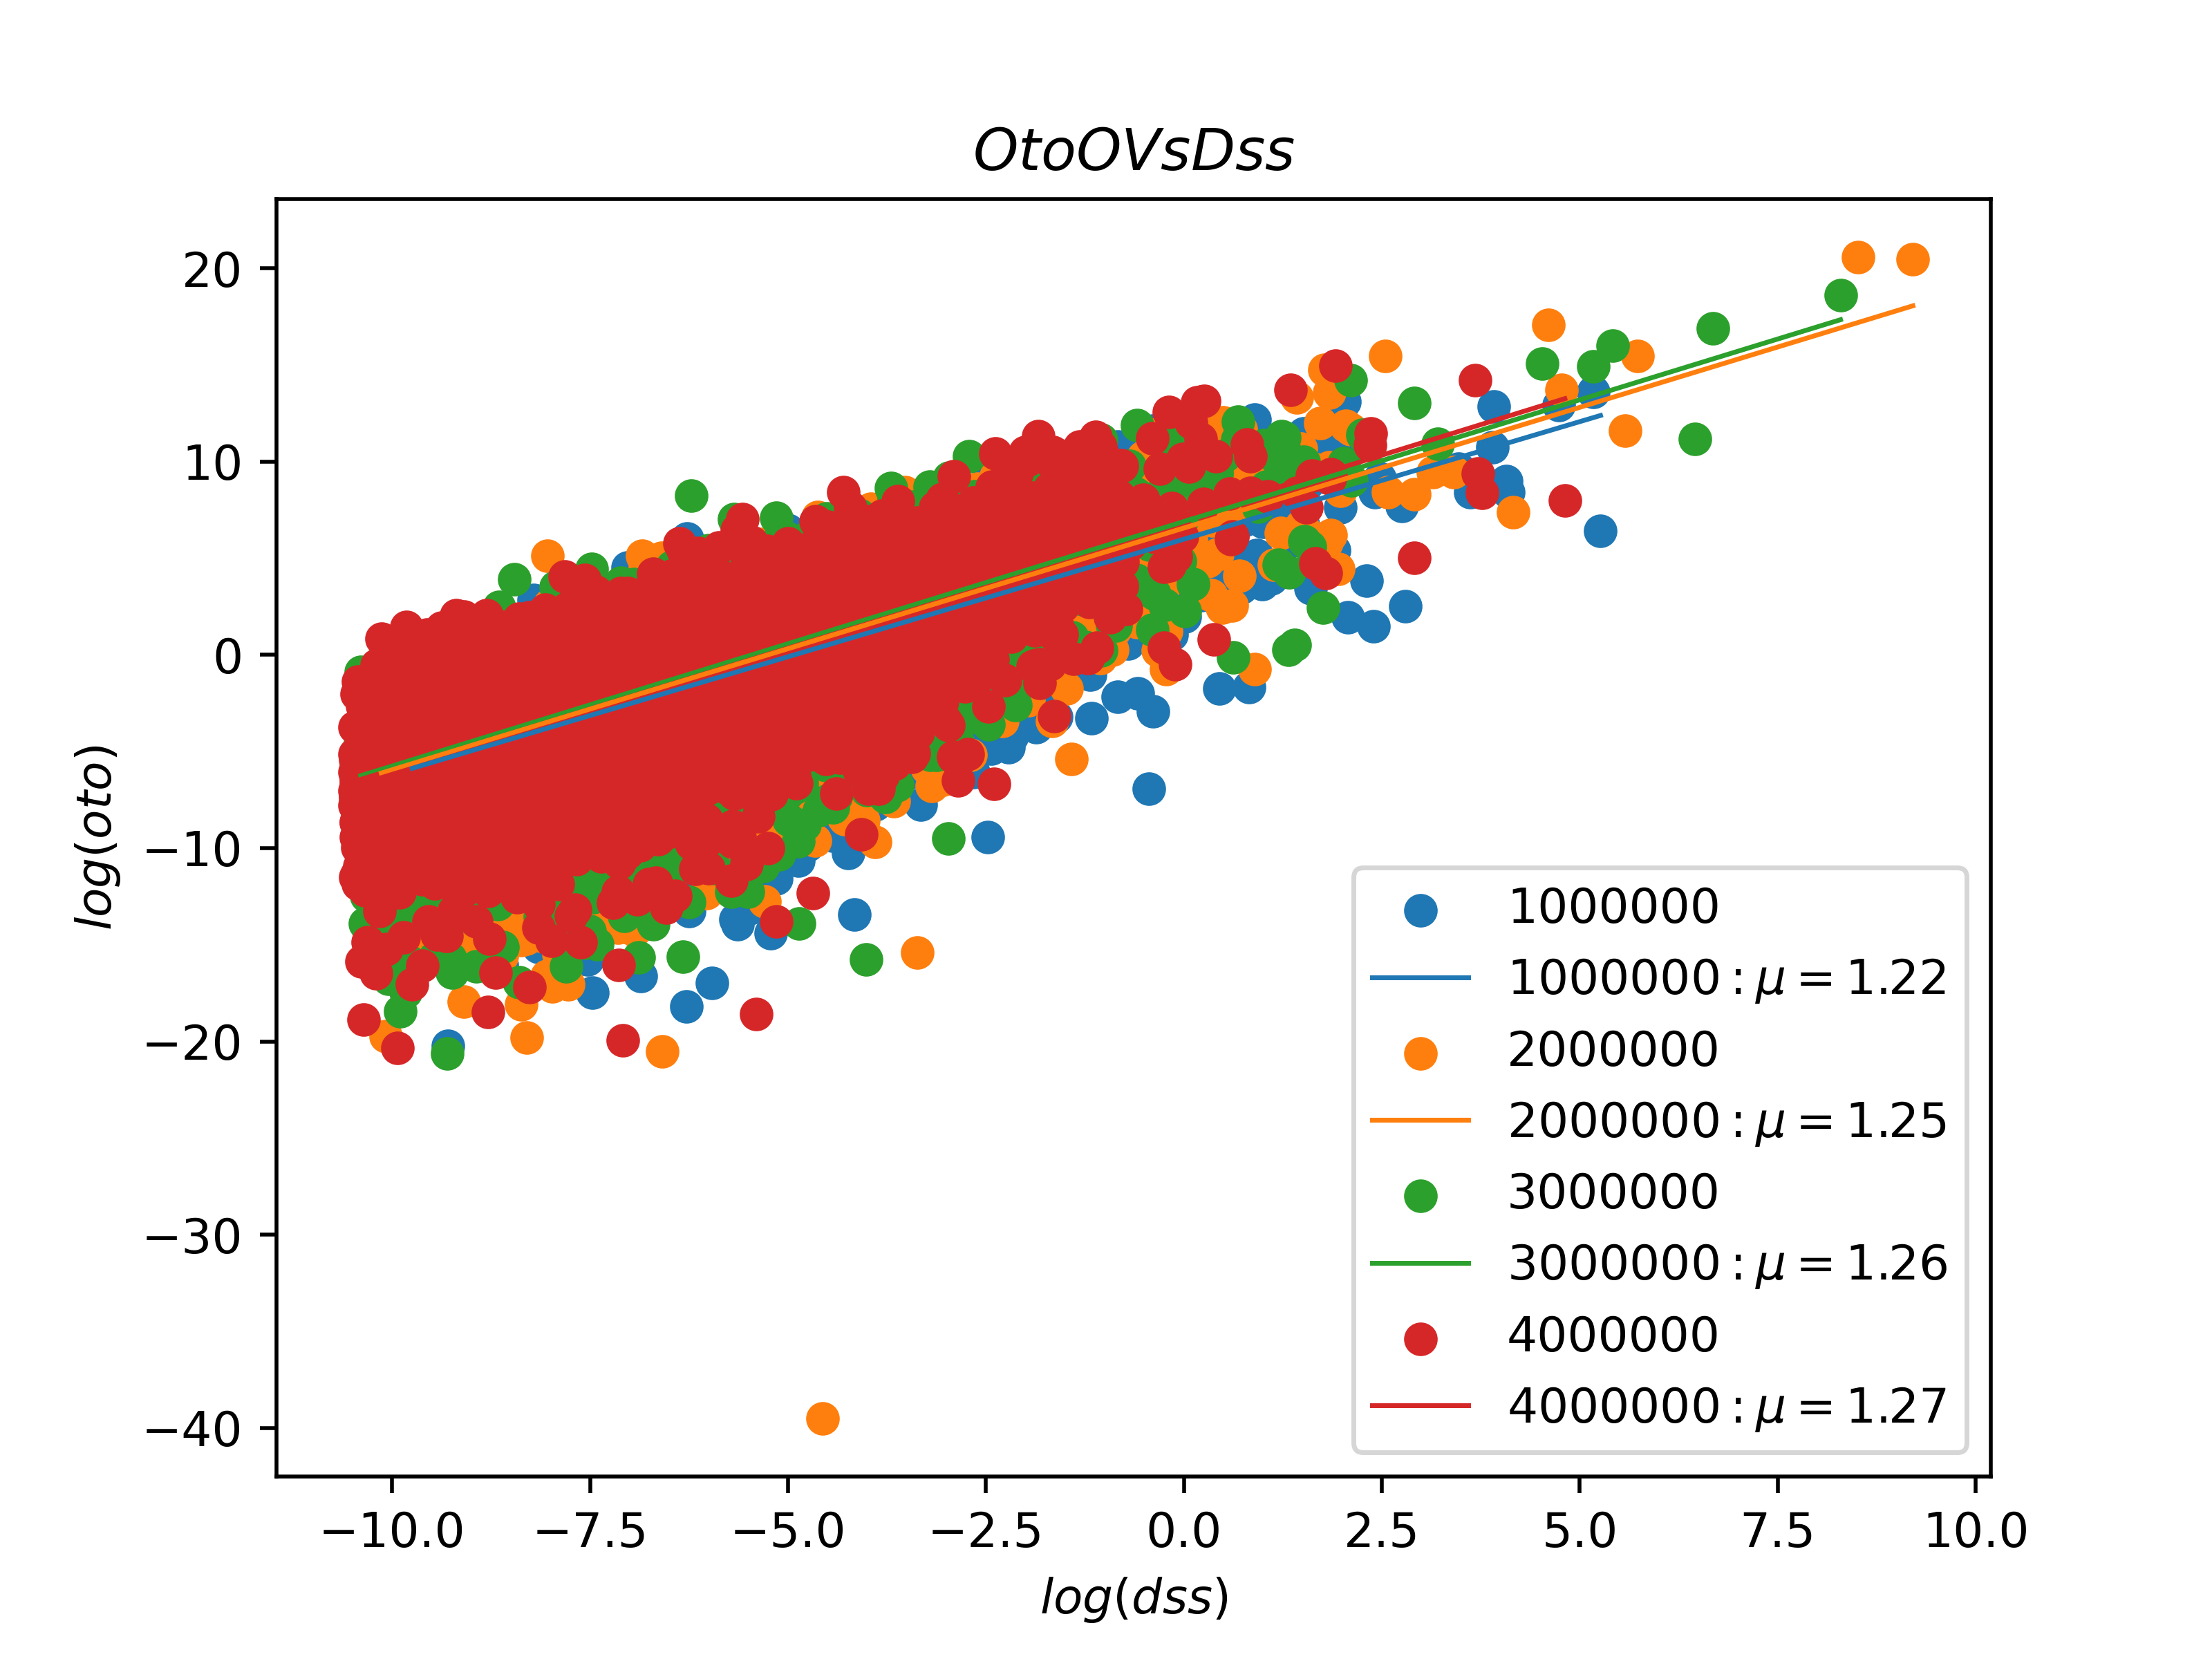 OtoOVsDss
20
10
0
−10
−20
−30
−40
log(oto)
1000000
1000000 : μ = 1.22
2000000
2000000 : μ = 1.25
3000000
3000000 : μ = 1.26
4000000
4000000 : μ = 1.27
−10.0 −7.5 −5.0 −2.5 0.0 2.5 5.0 7.5 10.0
log(dss)